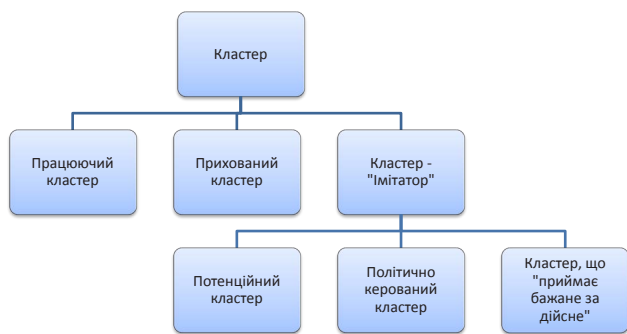 Кластер
Працюючий
кластер
Прихований
кластер
Кластер -
"Імітатор"
Потенційний
кластер
Політично
керований
кластер
Кластер, що
"приймає
бажане за
дійсне"